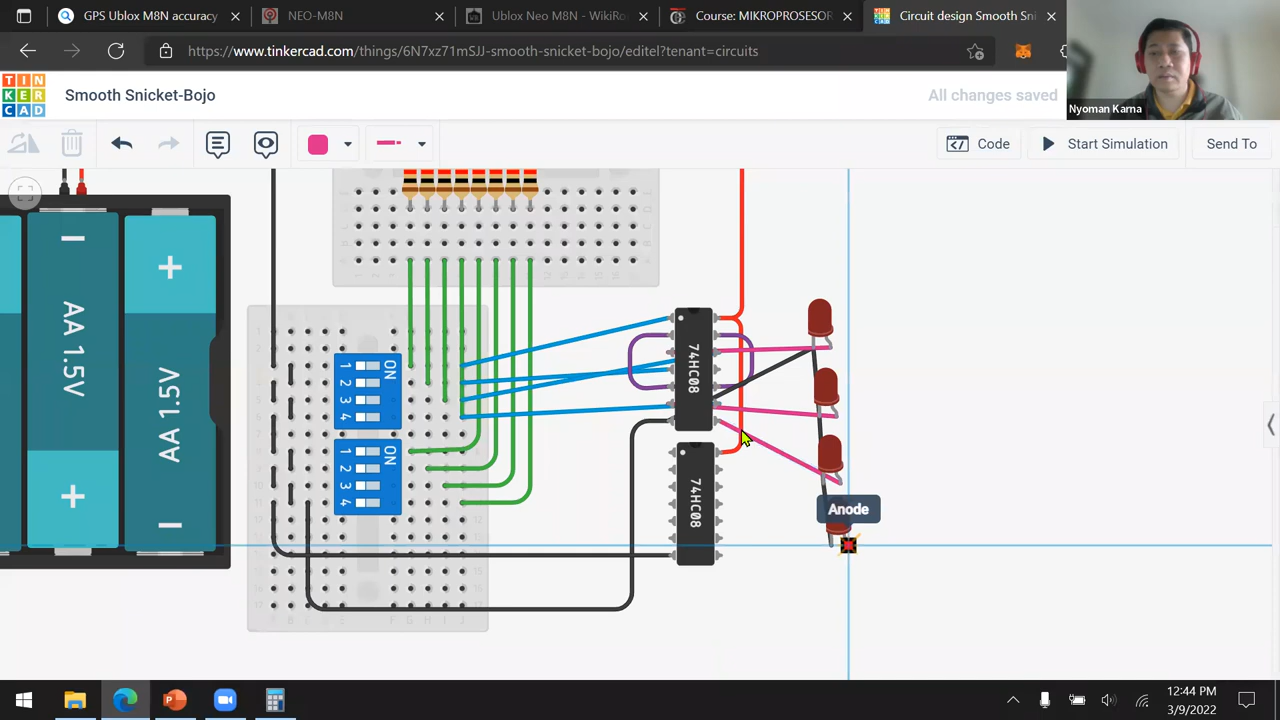 GPS Ublox M8N accuracy
NEO-M8N
Ublox Neo M8N - WikiRo
Course: MIKROPROSESOR
Circuit design Smooth Sni
https://www.tinkercad.com/things/6N7xz71mSJJ-smooth-snicket-bojo/editel?tenant=circuits
Nyoman Karna
TIN
KER
CAD
Smooth Snicket-Bojo
All changes saved
Code
Start Simulation
Send To
AA 1.5V
AA 1.5V
1
2
3
4
ON
1
2
3
4
ON
74HC08
74HC08
Anode
12:44 PM
3/9/2022